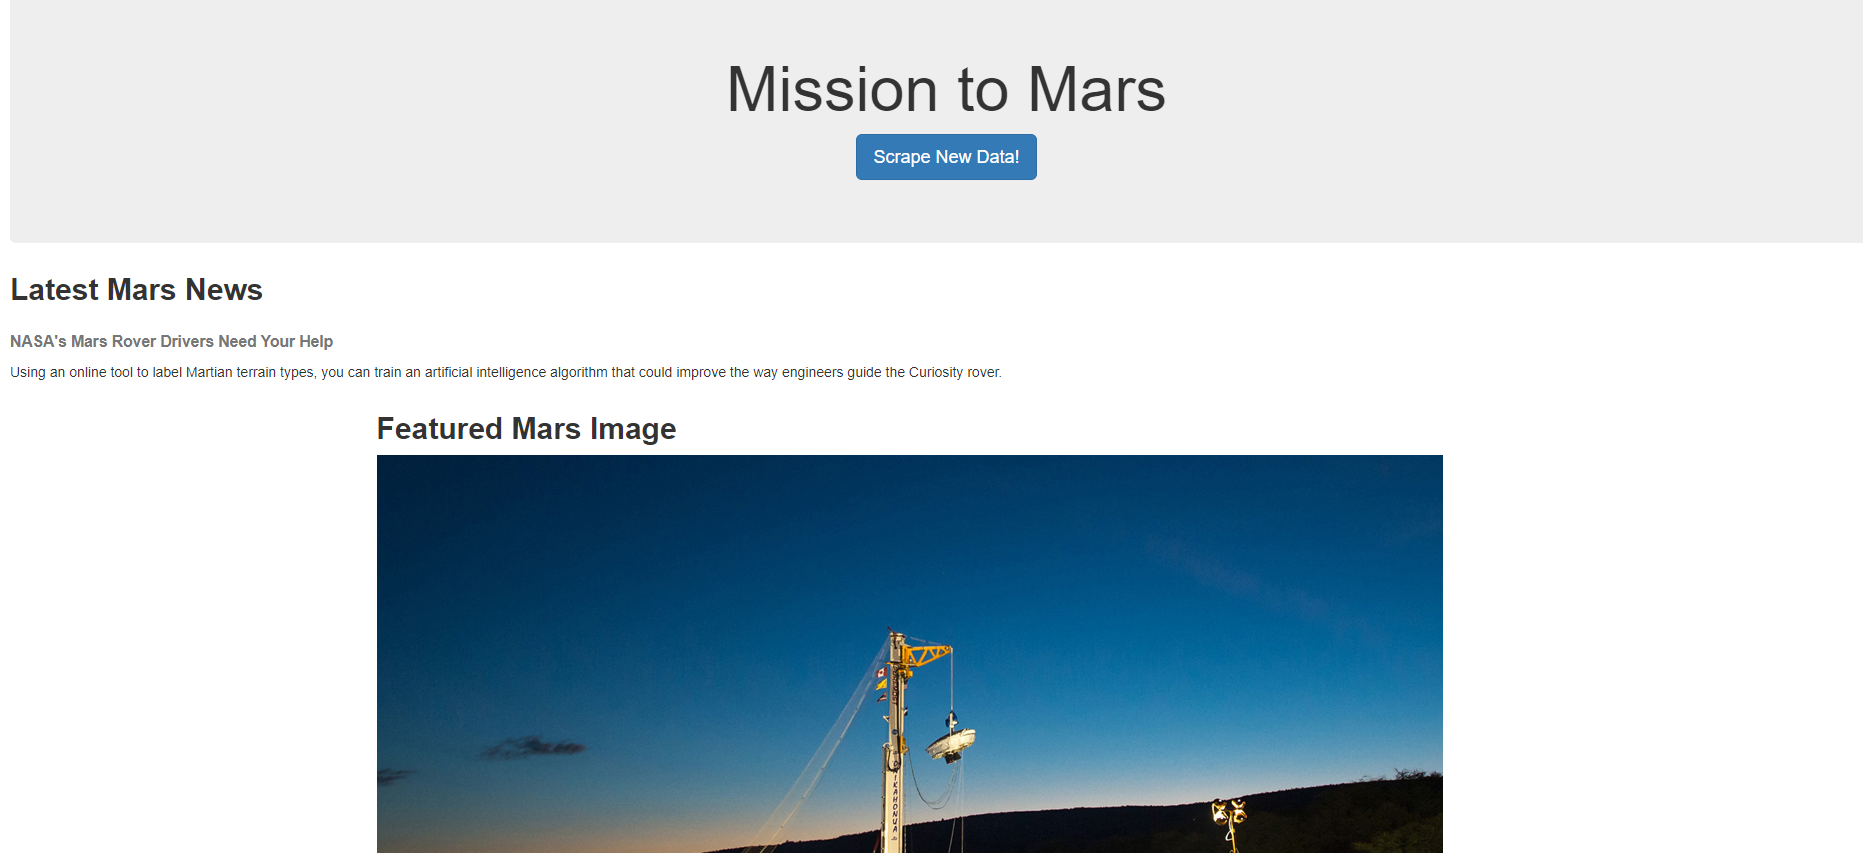 Mission to Mars
Scrape New Data!
Latest Mars News
NASA's Mars Rover Drivers Need Your Help
Using an online tool to label Martian terrain types, you can train an artificial intelligence algorithm that could improve the way engineers guide the Curiosity rover.
Featured Mars Image